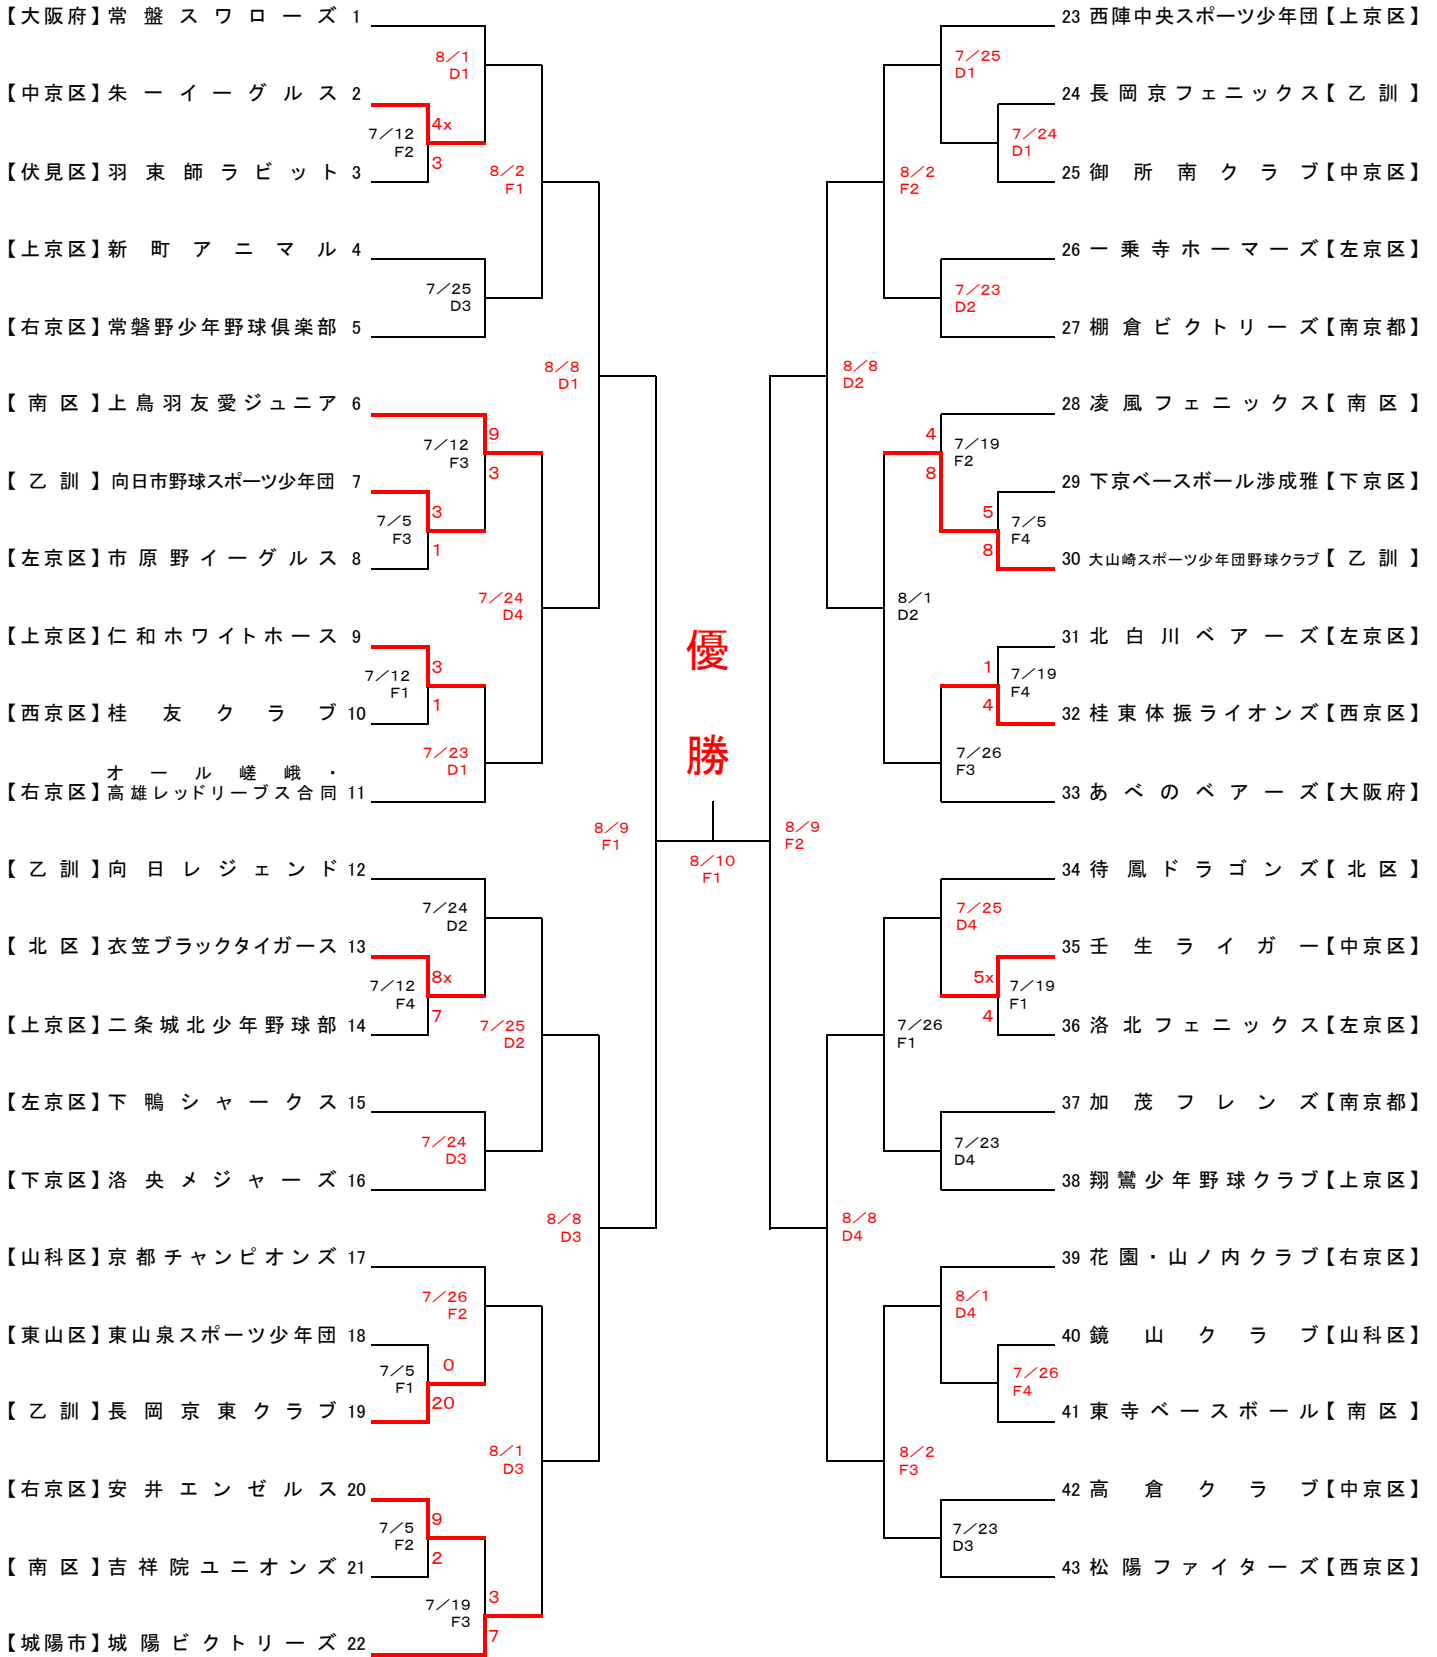 【大阪府】常盤スワローズ 1
8／1
D1
【中京区】朱一イーグルス 2
4x
7／12
F2
3
【伏見区】羽束師ラビット 3
8／2
F1
【上京区】新町アニマル 4
7／25
D3
【右京区】常磐野少年野球倶楽部 5
8／8
D1
【南区】上鳥羽友愛ジュニア 6
9
7／12
F3
3
【乙訓】向日市野球スポーツ少年団 7
3
7／5
F3
1
【左京区】市原野イーグルス 8
7／24
D4
【上京区】仁和ホワイトホース 9
3
7／12
F1
1
【西京区】桂友クラブ 10
7／23
D1
オール嵯峨・
【右京区】高雄レッドリーブス合同 11
8／9
F1
【乙訓】向日レジェンド 12
7／24
D2
【北区】衣笠ブラックタイガース 13
8x
7／12
F4
7
【上京区】二条城北少年野球部 14
7／25
D2
【左京区】下鴨シャークス 15
7／24
D3
【下京区】洛央メジャーズ 16
8／8
D3
【山科区】京都チャンピオンズ 17
7／26
F2
【東山区】東山泉スポーツ少年団 18
0
7／5
F1
20
【乙訓】長岡京東クラブ 19
8／1
D3
【右京区】安井エンゼルス 20
9
7／5
F2
2
【南区】吉祥院ユニオンズ 21
3
7／19
F3
7
【城陽市】城陽ビクトリーズ 22
優
勝
8／10
F1
23 西陣中央スポーツ少年団【上京区】
7／25
D1
24 長岡京フェニックス【乙訓】
7／24
D1
25 御所南クラブ【中京区】
8／2
F2
26 一乗寺ホーマーズ【左京区】
7／23
D2
27 棚倉ビクトリーズ【南京都】
8／8
D2
28 凌風フェニックス【南区】
4
7／19
F2
8
29 下京ベースボール渉成雅【下京区】
5
7／5
F4
8
30 大山崎スポーツ少年団野球クラブ【乙訓】
8／1
D2
31 北白川ベアーズ【左京区】
1
7／19
F4
4
32 桂東体振ライオンズ【西京区】
7／26
F3
33 あべのベアーズ【大阪府】
8／9
F2
34 待鳳ドラゴンズ【北区】
7／25
D4
35 壬生ライガー【中京区】
5x
7／19
F1
4
36 洛北フェニックス【左京区】
7／26
F1
37 加茂フレンズ【南京都】
7／23
D4
38 翔鸞少年野球クラブ【上京区】
8／8
D4
39 花園・山ノ内クラブ【右京区】
8／1
D4
40 鏡山クラブ【山科区】
7／26
F4
41 東寺ベースボール【南区】
8／2
F3
42 高倉クラブ【中京区】
7／23
D3
43 松陽ファイターズ【西京区】